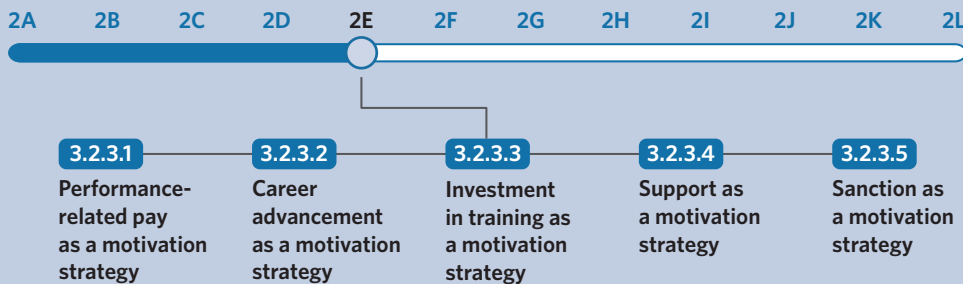 2A 2B 2C 2D 2E 2F 2G 2H 2I 2J 2K 2L
3.2.3.1 3.2.3.2 3.2.3.3 3.2.3.4 3.2.3.5
Performance-
related pay
as a motivation
strategy
Career
advancement
as a motivation
strategy
Investment
in training as
a motivation
strategy
Support as
a motivation
strategy
Sanction as
a motivation
strategy